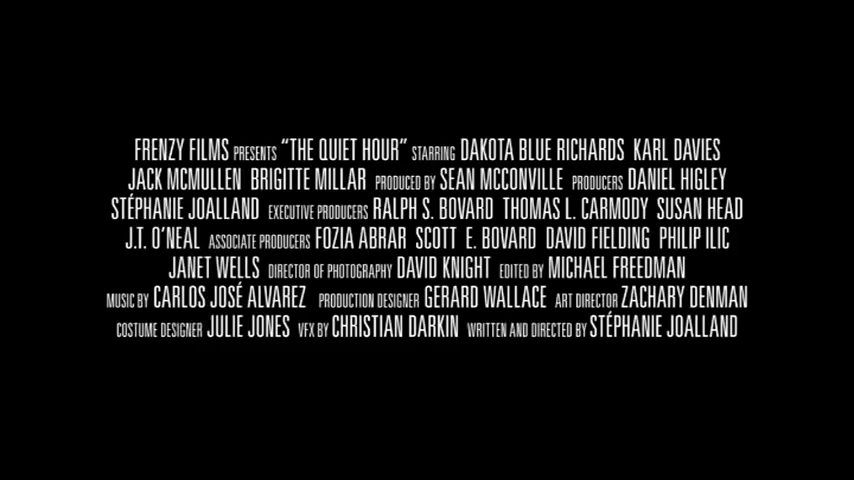 FRENZY FILMS PRESENTS “THE QUIET HOUR” STARRING DAKOTA BLUE RICHARDS KARL DAVIES
JACK MCMULLEN BRIGITTE MILLAR PRODUCED BY SEAN MCCONVILLE PRODUCERS DANIEL HIGLEY
STÉPHANIE JOALLAND EXECUTIVE PRODUCERS RALPH S. BOVARD THOMAS L. CARMODY SUSAN HEAD
J.T. O'NEAL ASSOCIATE PRODUCERS FOZIA ABRAR SCOTT E. BOVARD DAVID FIELDING PHILIP ILIC
JANET WELLS DIRECTOR OF PHOTOGRAPHY DAVID KNIGHT EDITED BY MICHAEL FREEDMAN
MUSIC BY CARLOS JOSÉ ALVAREZ PRODUCTION DESIGNER GERARD WALLACE ART DIRECTOR ZACHARY DENMAN
COSTUME DESIGNER JULIE JONES VFX BY CHRISTIAN DARKIN WRITTEN AND DIRECTED BY STÉPHANIE JOALLAND